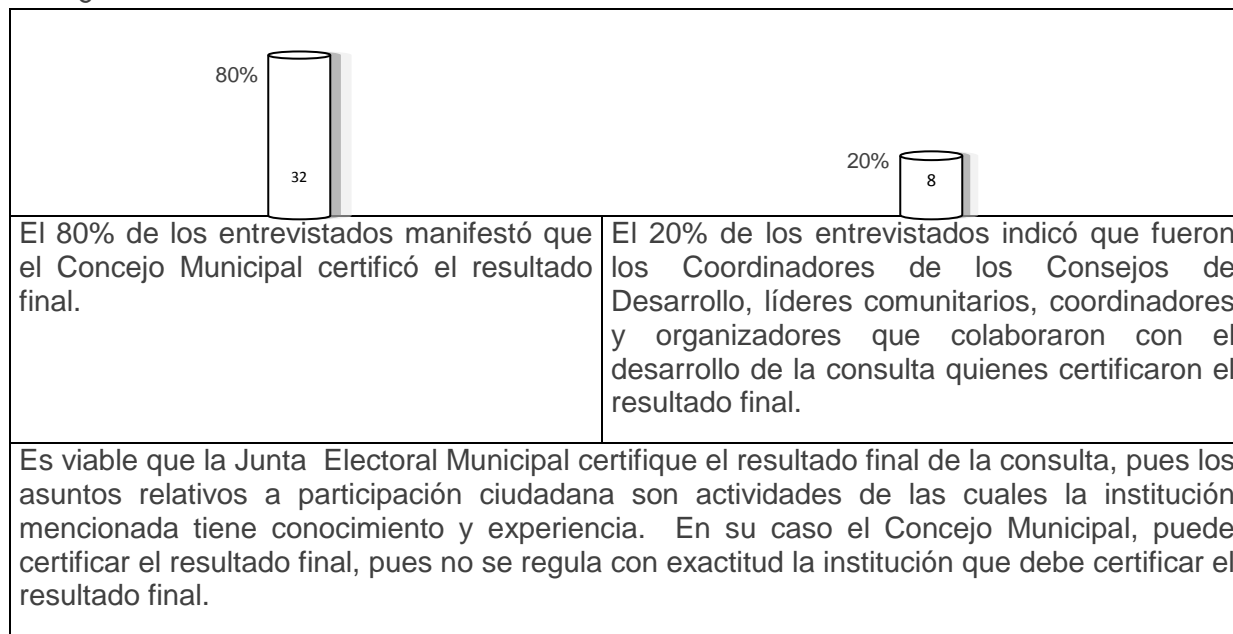 80%
32
20%
8
El 80% de los entrevistados manifestó que
el Concejo Municipal certificó el resultado
final.
El 20% de los entrevistados indicó que fueron
los Coordinadores de los Consejos de
Desarrollo, líderes comunitarios, coordinadores
y organizadores que colaboraron con el
desarrollo de la consulta quienes certificaron el
resultado final.
Es viable que la Junta Electoral Municipal certifique el resultado final de la consulta, pues los
asuntos relativos a participación ciudadana son actividades de las cuales la institución
mencionada tiene conocimiento y experiencia. En su caso el Concejo Municipal, puede
certificar el resultado final, pues no se regula con exactitud la institución que debe certificar el
resultado final.